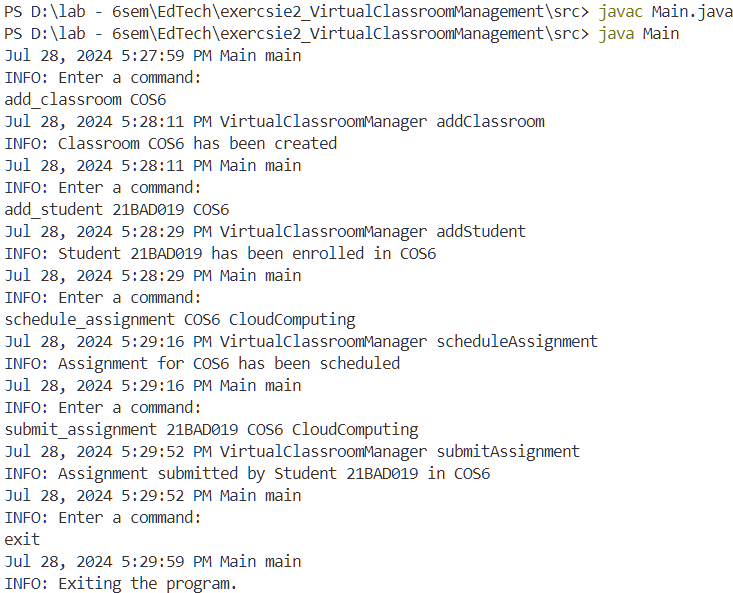 PS D:\lab - 6sem\EdTech\exercsie2_VirtualClassroomManagement\src> javac Main.java
PS D:\lab - 6sem\EdTech\exercsie2_VirtualClassroomManagement\src> java Main
Jul 28, 2024 5:27:59 PM Main main
INFO: Enter a command:
add_classroom COS6
Jul 28, 2024 5:28:11 PM VirtualClassroomManager addClassroom
INFO: Classroom COS6 has been created
Jul 28, 2024 5:28:11 PM Main main
INFO: Enter a command:
add_student 21BAD019 COS6
Jul 28, 2024 5:28:29 PM VirtualClassroomManager addStudent
INFO: Student 21BAD019 has been enrolled in COS6
Jul 28, 2024 5:28:29 PM Main main
INFO: Enter a command:
schedule_assignment COS6 CloudComputing
Jul 28, 2024 5:29:16 PM VirtualClassroomManager scheduleAssignment
INFO: Assignment for COS6 has been scheduled
Jul 28, 2024 5:29:16 PM Main main
INFO: Enter a command:
submit_assignment 21BAD019 COS6 CloudComputing
Jul 28, 2024 5:29:52 PM VirtualClassroomManager submitAssignment
INFO: Assignment submitted by Student 21BAD019 in COS6
Jul 28, 2024 5:29:52 PM Main main
INFO: Enter a command:
exit
Jul 28, 2024 5:29:59 PM Main main
INFO: Exiting the program.